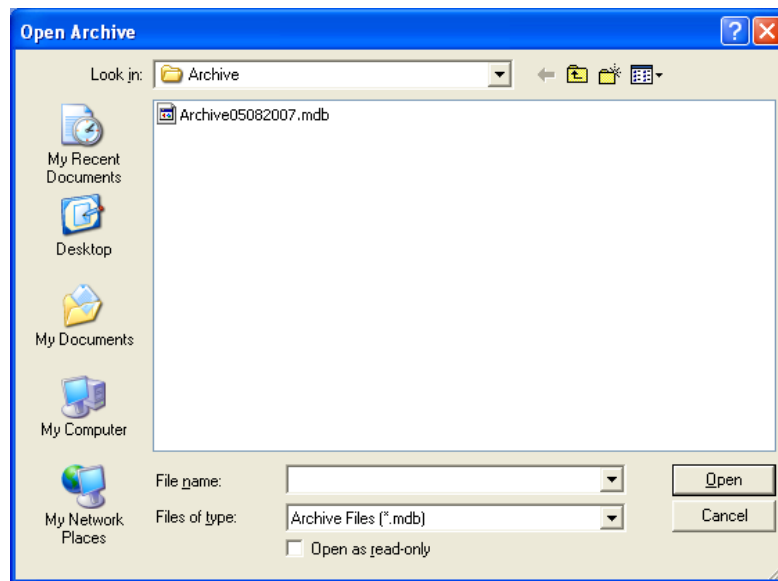 Open Archive
Look in: Archive
Archive05082007.mdb
My Recent
Documents
Desktop
My Documents
My Computer
My Network
Places
File name:
Open
Files of type: Archive Files (*.mdb)
Cancel
Open as read-only